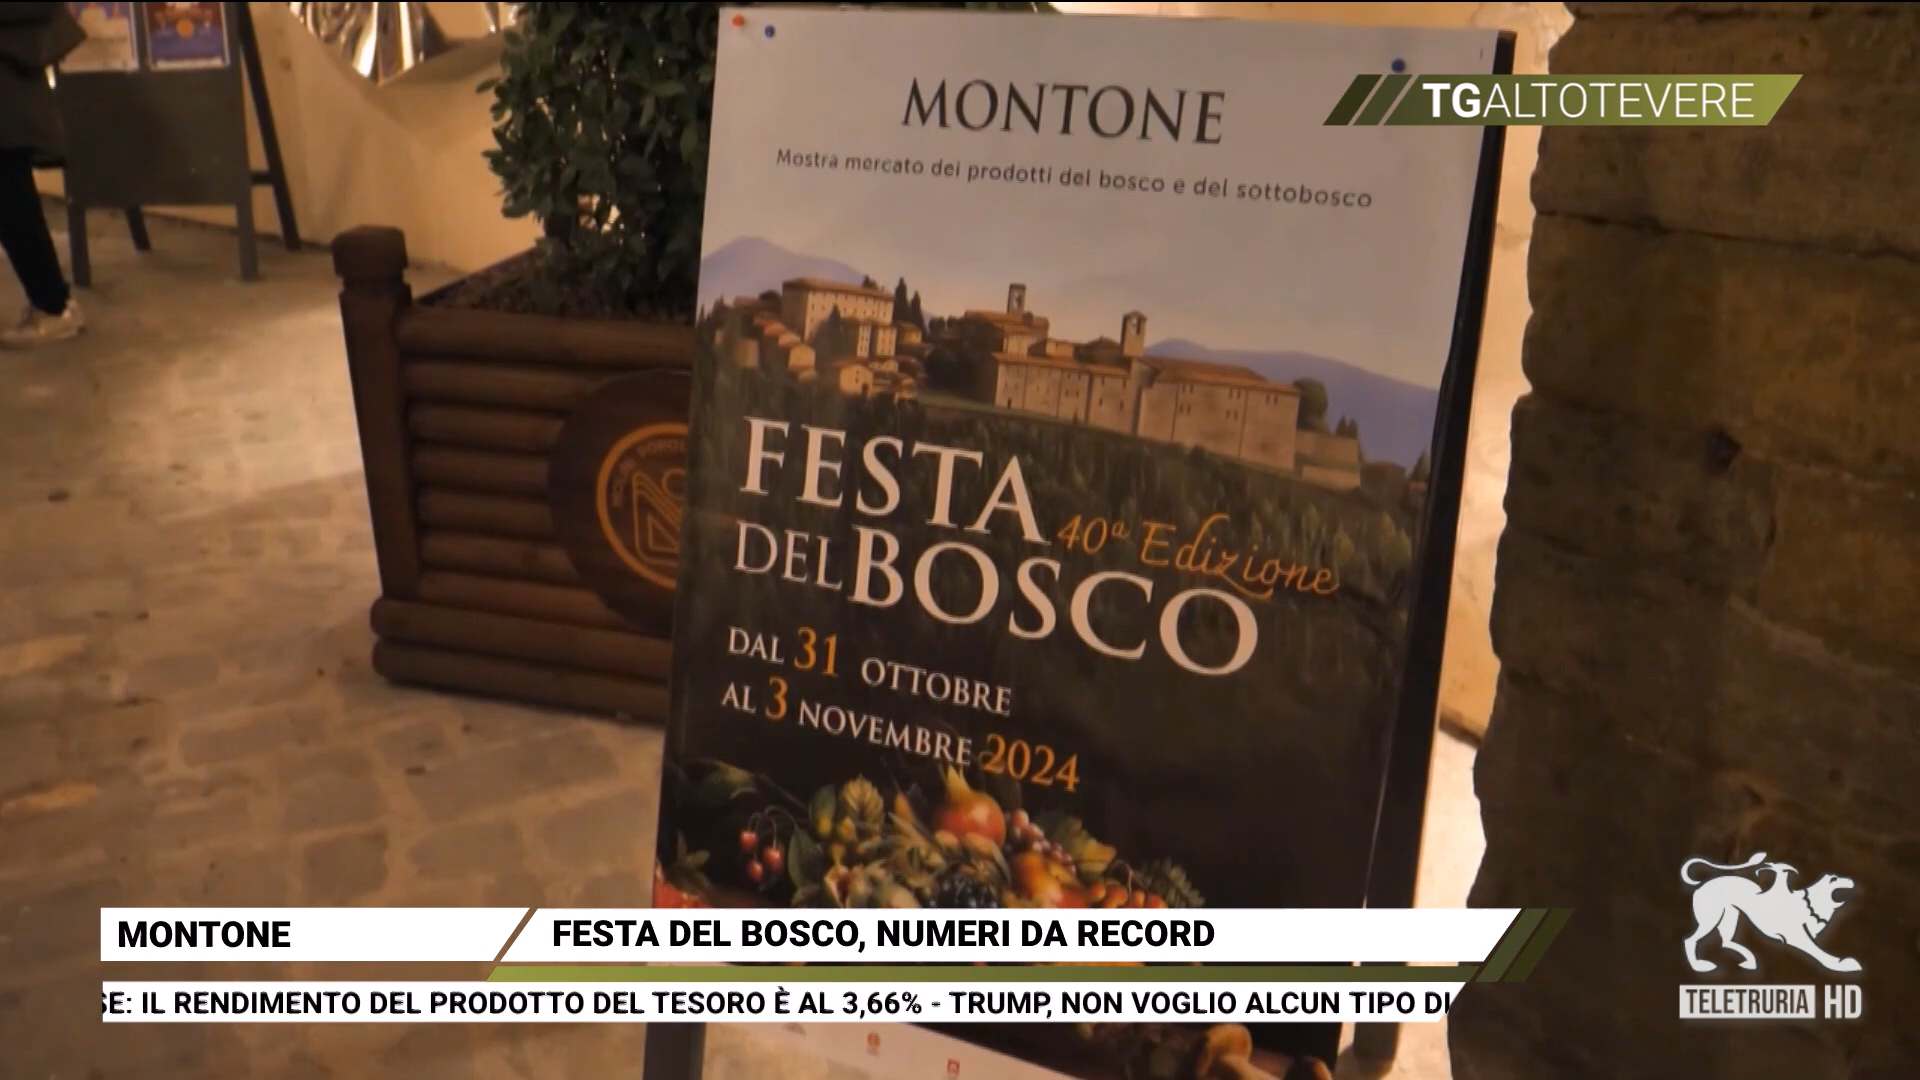 MONTONE
Mostra mercato dei prodotti del bosco e del sottobosco
TGALTOTEVERE
FESTA
40ª Edizione
DEL BOSCO
DAL 31 OTTOBRE
AL 3 NOVEMBRE 2024
MONTONE
FESTA DEL BOSCO, NUMERI DA RECORD
SE: IL RENDIMENTO DEL PRODOTTO DEL TESORO È AL 3,66% - TRUMP, NON VOGLIO ALCUN TIPO DI
TELETRURIA HD